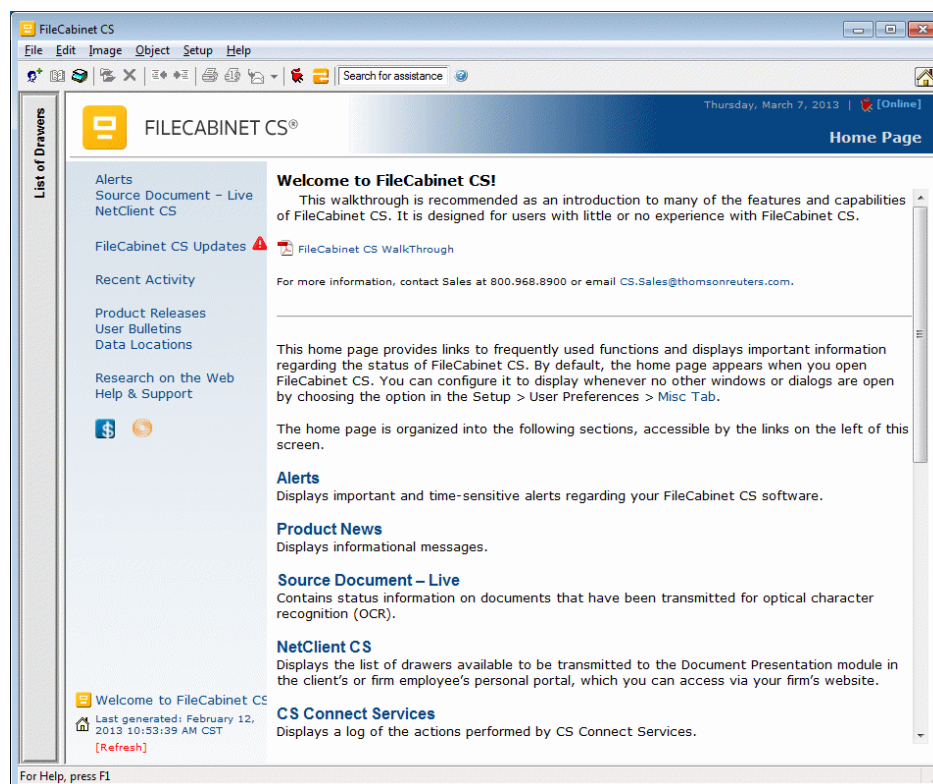 FileCabinet CS
File Edit Image Object Setup Help
Search for assistance
List of Drawers
FILECABINET CS®
Thursday, March 7, 2013 | [Online]
Home Page
Alerts
Source Document – Live
NetClient CS
FileCabinet CS Updates
Recent Activity
Product Releases
User Bulletins
Data Locations
Research on the Web
Help & Support
Welcome to FileCabinet CS
Last generated: February 12,
2013 10:53:39 AM CST
[Refresh]
Welcome to FileCabinet CS!
This walkthrough is recommended as an introduction to many of the features and capabilities
of FileCabinet CS. It is designed for users with little or no experience with FileCabinet CS.
FileCabinet CS WalkThrough
For more information, contact Sales at 800.968.8900 or email CS.Sales@thomsonreuters.com.
This home page provides links to frequently used functions and displays important information
regarding the status of FileCabinet CS. By default, the home page appears when you open
FileCabinet CS. You can configure it to display whenever no other windows or dialogs are open
by choosing the option in the Setup > User Preferences > Misc Tab.
The home page is organized into the following sections, accessible by the links on the left of this
screen.
Alerts
Displays important and time-sensitive alerts regarding your FileCabinet CS software.
Product News
Displays informational messages.
Source Document – Live
Contains status information on documents that have been transmitted for optical character
recognition (OCR).
NetClient CS
Displays the list of drawers available to be transmitted to the Document Presentation module in
the client's or firm employee's personal portal, which you can access via your firm's website.
CS Connect Services
Displays a log of the actions performed by CS Connect Services.
For Help, press F1